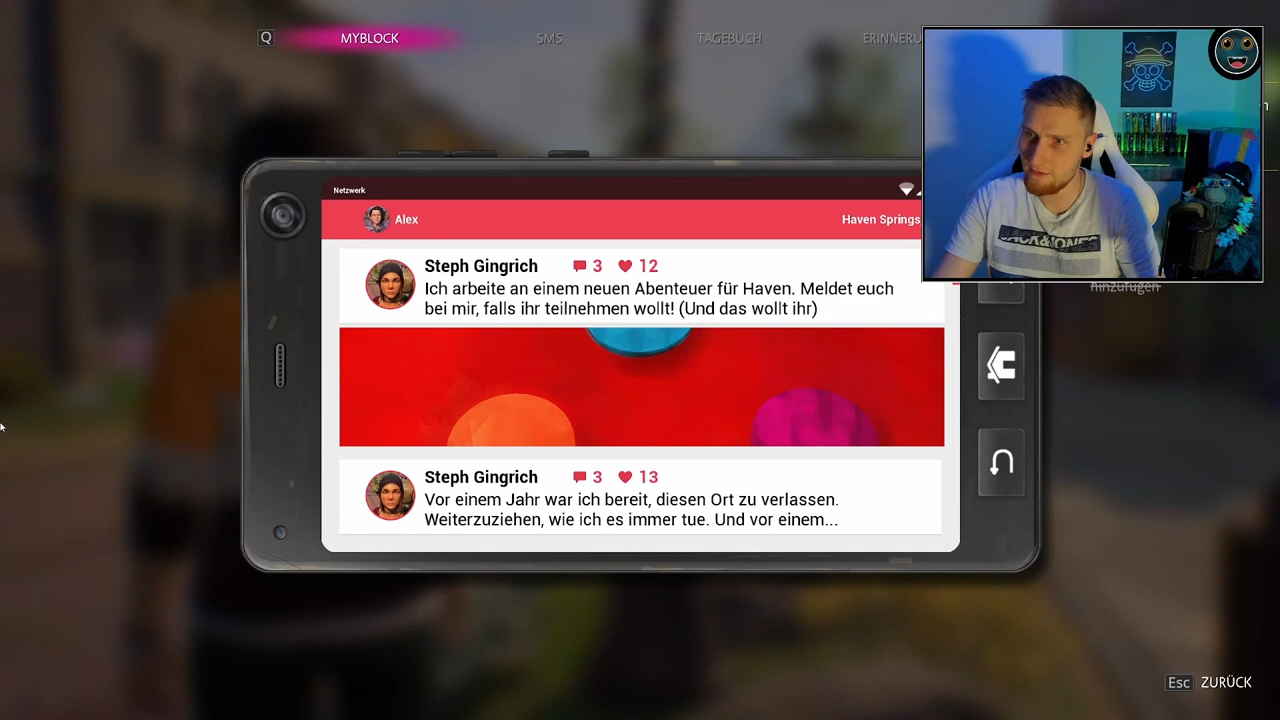 Q MYBLOCK SMS TAGEBUCH ERINNERU
Netzwerk
Alex Haven Springs
Steph Gingrich 3 12
Ich arbeite an einem neuen Abenteuer für Haven. Meldet euch
bei mir, falls ihr teilnehmen wollt! (Und das wollt ihr)
Steph Gingrich 3 13
Vor einem Jahr war ich bereit, diesen Ort zu verlassen.
Weiterzuziehen, wie ich es immer tue. Und vor einem...
JACK&JONES
hinzufügen
Esc ZURÜCK